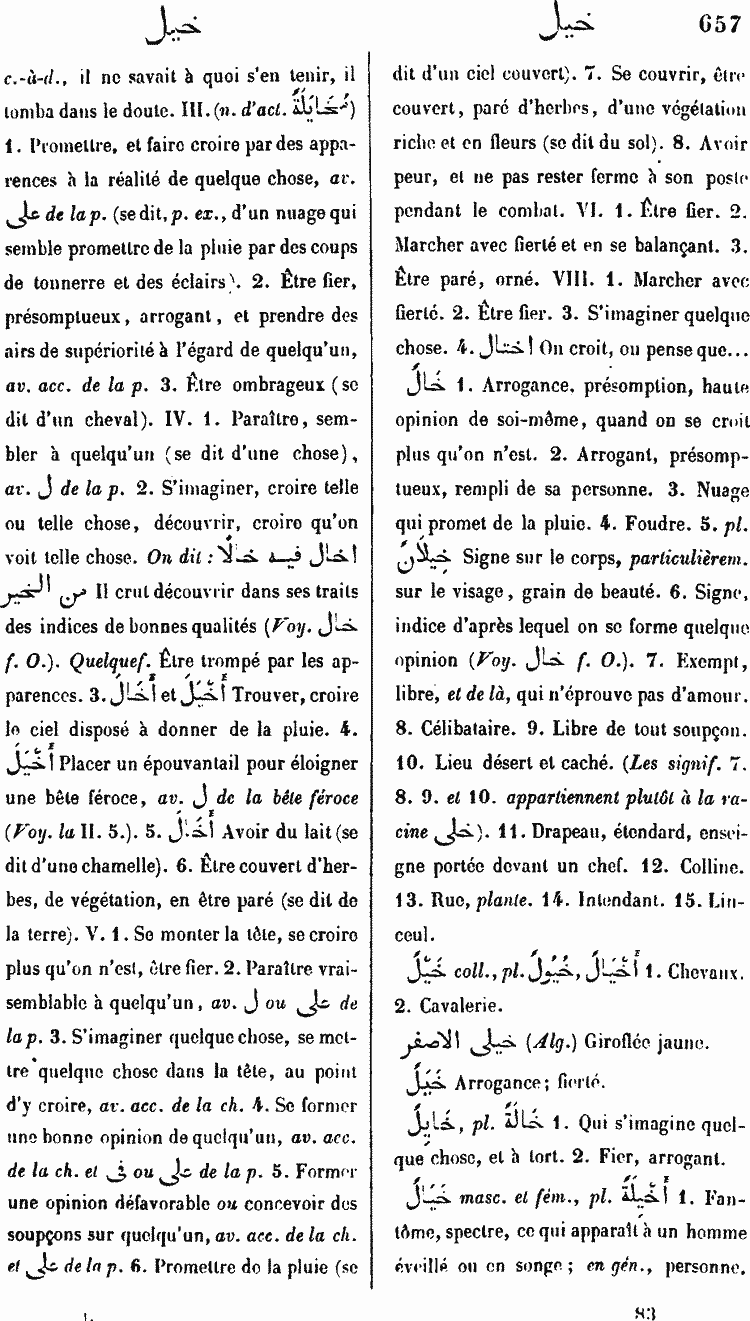 خيل
خيل 657
c.-à-d., il ne savait à quoi s'en tenir, il
tomba dans le doute. III. (n. d'act. مُخَايَلَةٌ)
1. Promettre, et faire croire par des appa-
rences à la réalité de quelque chose, av.
على de la p. (se dit, p. ex., d'un nuage qui
semble promettre de la pluie par des coups
de tonnerre et des éclairs). 2. Être fier,
présomptueux, arrogant, et prendre des
airs de supériorité à l'égard de quelqu'un,
av. acc. de la p. 3. Être ombrageux (se
dit d'un cheval). IV. 1. Paraître, sem-
bler à quelqu'un (se dit d'une chose),
av. ل de la p. 2. S'imaginer, croire telle
ou telle chose, découvrir, croire qu'on
voit telle chose. On dit : اخال فيه خالًا
من الخير Il crut découvrir dans ses traits
des indices de bonnes qualités (Voy. خال
f. O.). Quelquef. Être trompé par les ap-
parences. 3. أَخَالَ et أَخْيَلَ Trouver, croire
le ciel disposé à donner de la pluie. 4.
أَخْيَلَ Placer un épouvantail pour éloigner
une bête féroce, av. ل de la bête féroce
(Voy. la II. 5.). 5. أَخَالَ Avoir du lait (se
dit d'une chamelle). 6. Être couvert d'her-
bes, de végétation, en être paré (se dit de
la terre). V. 1. Se monter la tête, se croire
plus qu'on n'est, être fier. 2. Paraître vrai-
semblable à quelqu'un, av. ل ou على de
la p. 3. S'imaginer quelque chose, se met-
tre quelque chose dans la tête, au point
d'y croire, av. acc. de la ch. 4. Se former
une bonne opinion de quelqu'un, av. acc.
de la ch. et في ou على de la p. 5. Former
une opinion défavorable ou concevoir des
soupçons sur quelqu'un, av. acc. de la ch.
et على de la p. 6. Promettre de la pluie (se
dit d'un ciel couvert). 7. Se couvrir, être
couvert, paré d'herbes, d'une végétation
riche et en fleurs (se dit du sol). 8. Avoir
peur, et ne pas rester ferme à son poste
pendant le combat. VI. 1. Être fier. 2.
Marcher avec fierté et en se balançant. 3.
Être paré, orné. VIII. 1. Marcher avec
fierté. 2. Être fier. 3. S'imaginer quelque
chose. 4. اختال On croit, ou pense que...
خَالٌ 1. Arrogance, présomption, haute
opinion de soi-même, quand on se croit
plus qu'on n'est. 2. Arrogant, présomp-
tueux, rempli de sa personne. 3. Nuage
qui promet de la pluie. 4. Foudre. 5. pl.
خِيلَانٌ Signe sur le corps, particulièrem.
sur le visage, grain de beauté. 6. Signe,
indice d'après lequel on se forme quelque
opinion (Voy. خال f. O.). 7. Exempt,
libre, et de là, qui n'éprouve pas d'amour.
8. Célibataire. 9. Libre de tout soupçon.
10. Lieu désert et caché. (Les signif. 7.
8. 9. et 10. appartiennent plutôt à la ra-
cine خلى). 11. Drapeau, étendard, ensei-
gne portée devant un chef. 12. Colline.
13. Rue, plante. 14. Intendant. 15. Lin-
ceul.
خَيْلٌ coll., pl. خُيُولٌ, أَخْيَالٌ 1. Chevaux.
2. Cavalerie.
خيلى الاصفر (Alg.) Giroflée jaune.
خَيَلٌ Arrogance; fierté.
خَايِلٌ, pl. خَالَةٌ 1. Qui s'imagine quel-
que chose, et à tort. 2. Fier, arrogant.
خَيَالٌ masc. et fém., pl. أَخْيِلَةٌ 1. Fan-
tôme, spectre, ce qui apparaît à un homme
éveillé ou en songe; en gén., personne,
83